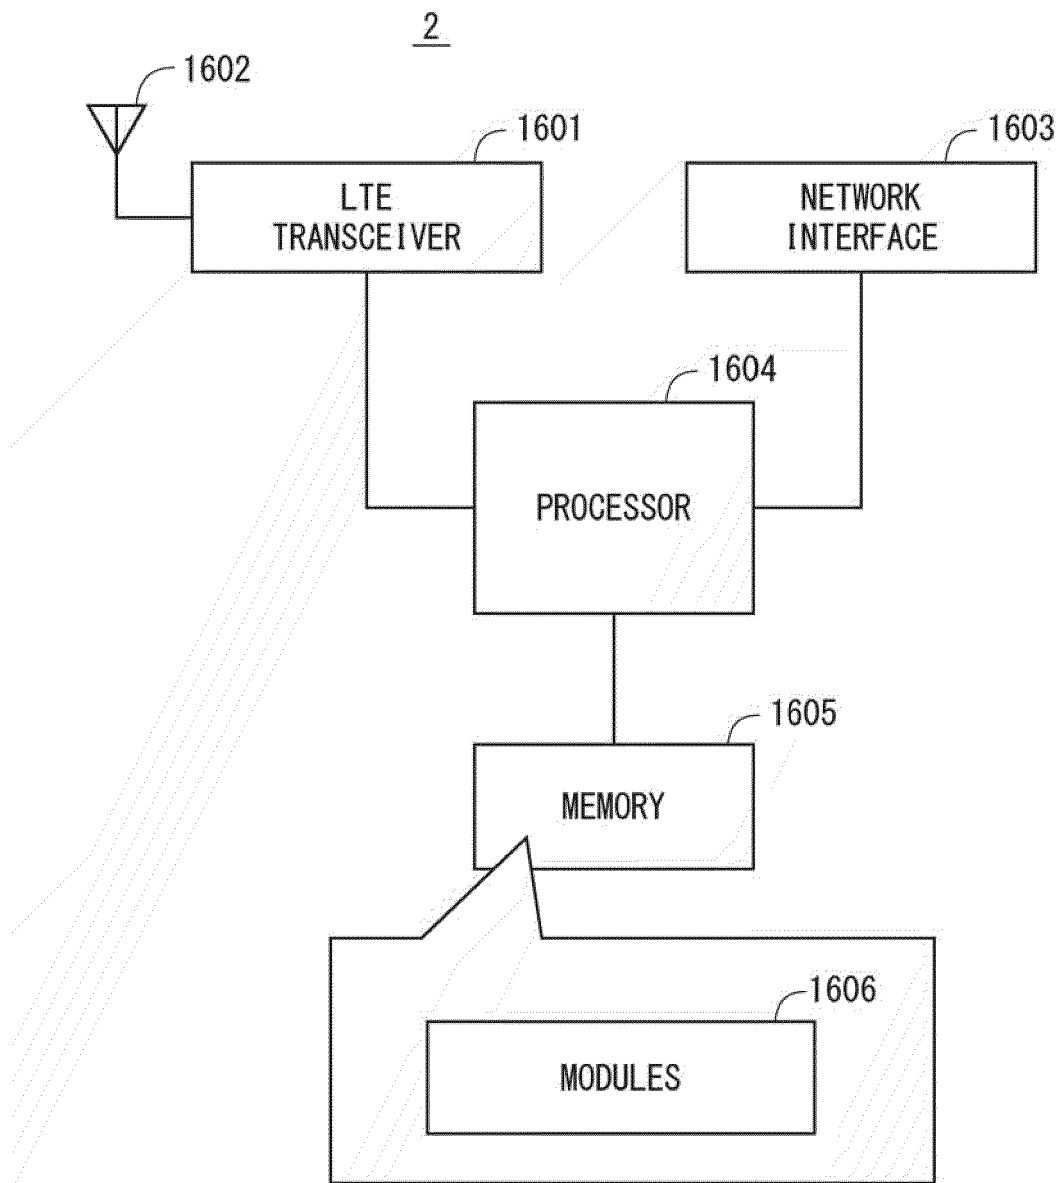 2
1602
1601
1603
LTE
TRANSCEIVER
NETWORK
INTERFACE
1604
PROCESSOR
1605
MEMORY
1606
MODULES